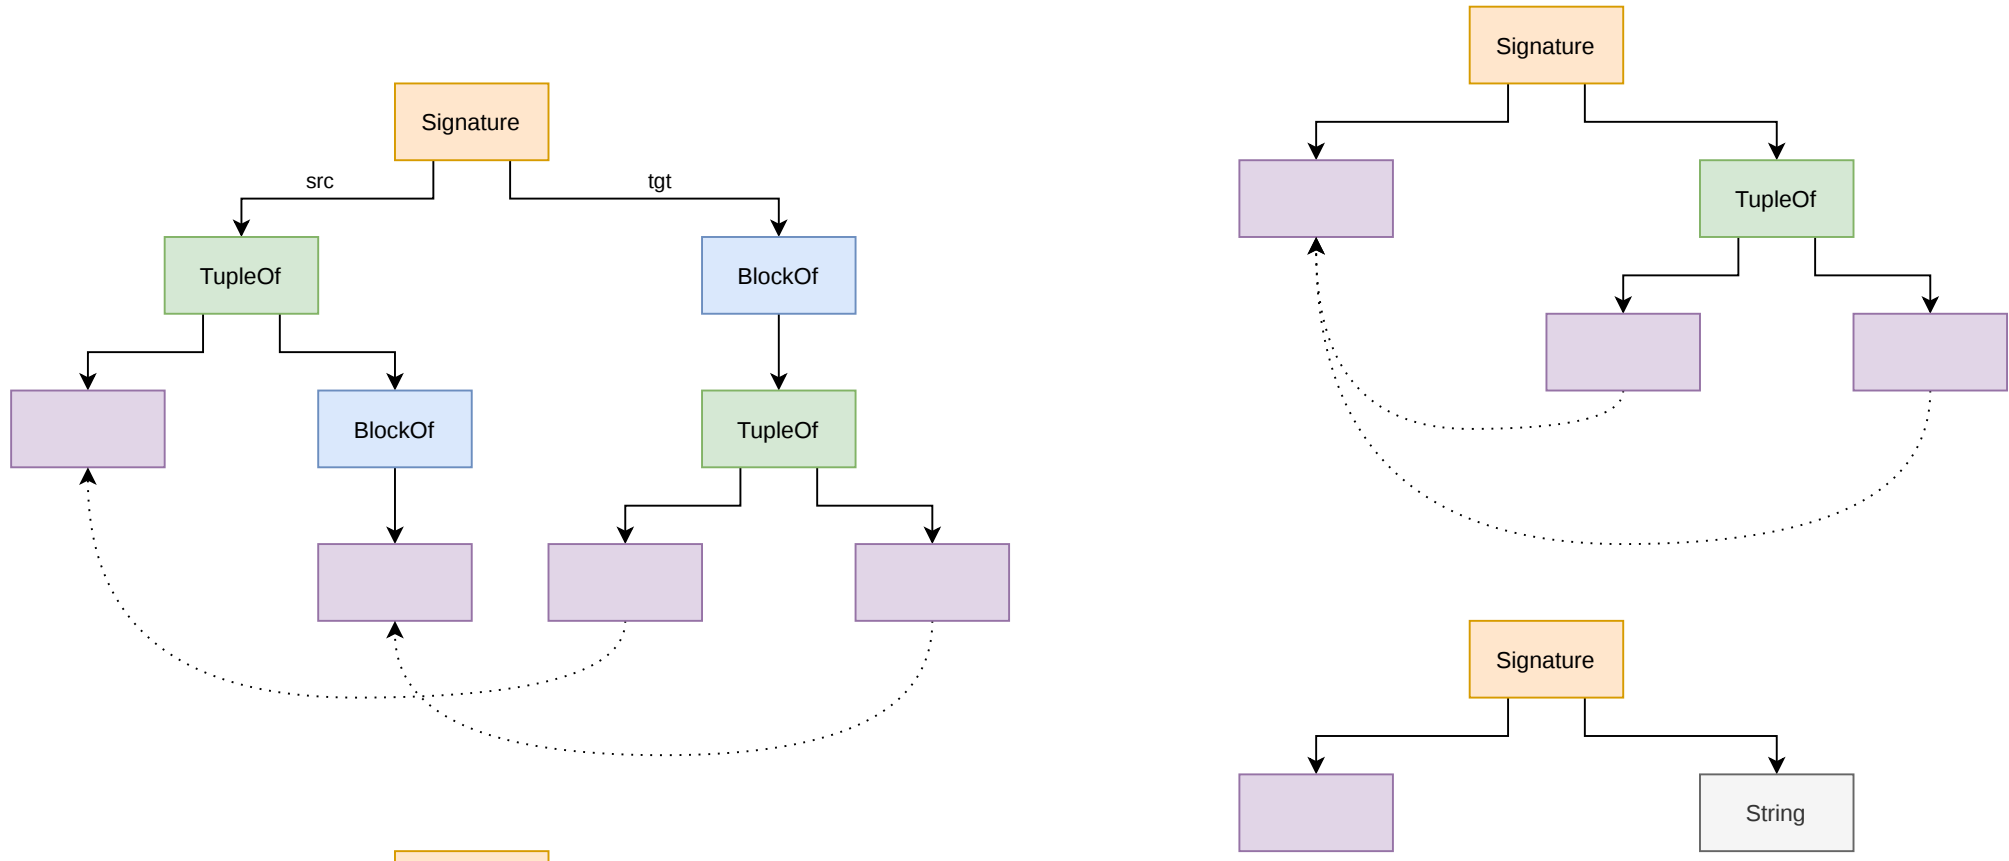 Signature
src
tgt
TupleOf
BlockOf
BlockOf
TupleOf
Signature
TupleOf
Signature
String